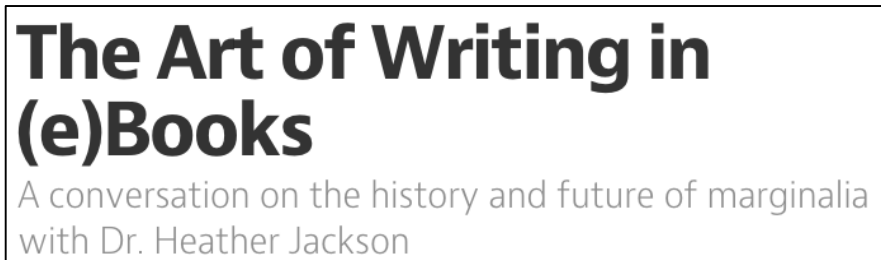 The Art of Writing in
(e)Books
A conversation on the history and future of marginalia
with Dr. Heather Jackson